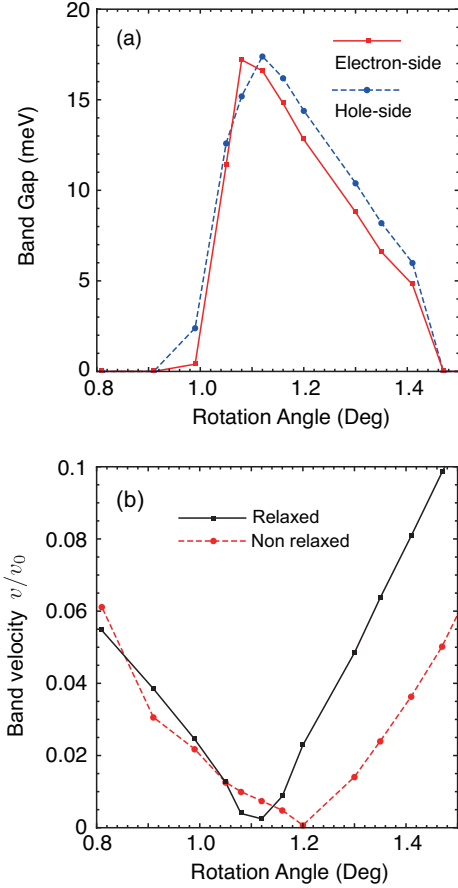 (a)
Electron-side
Hole-side
Band Gap (meV)
20
15
10
5
0
0.8 1.0 1.2 1.4
Rotation Angle (Deg)
(b)
Relaxed
Non relaxed
Band velocity v/v₀
0.1
0.08
0.06
0.04
0.02
0
0.8 1.0 1.2 1.4
Rotation Angle (Deg)